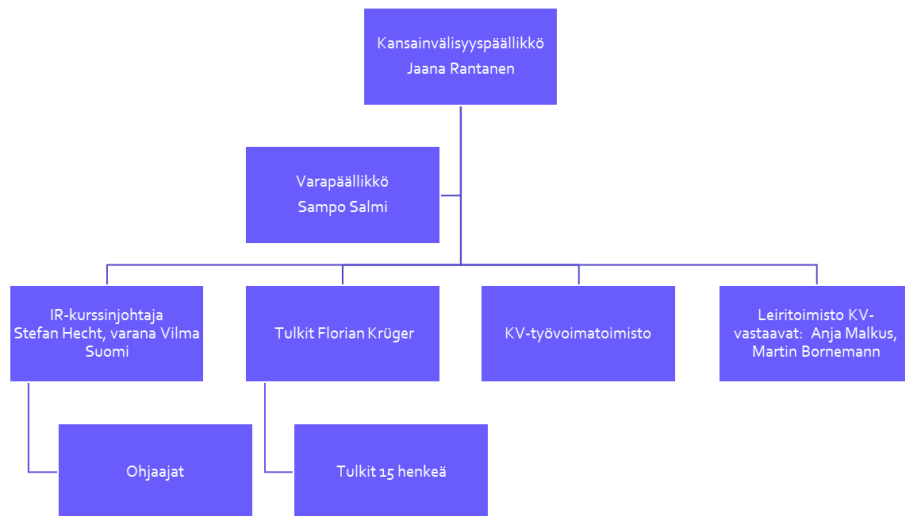 Kansainvälisyyspäällikkö
Jaana Rantanen
Varapäällikkö
Sampo Salmi
IR-kurssinjohtaja
Stefan Hecht, varana Vilma
Suomi
Tulkit Florian Krüger
KV-työvoimatoimisto
Leiritoimisto KV-
vastaavat: Anja Malkus,
Martin Bornemann
Ohjaajat
Tulkit 15 henkeä